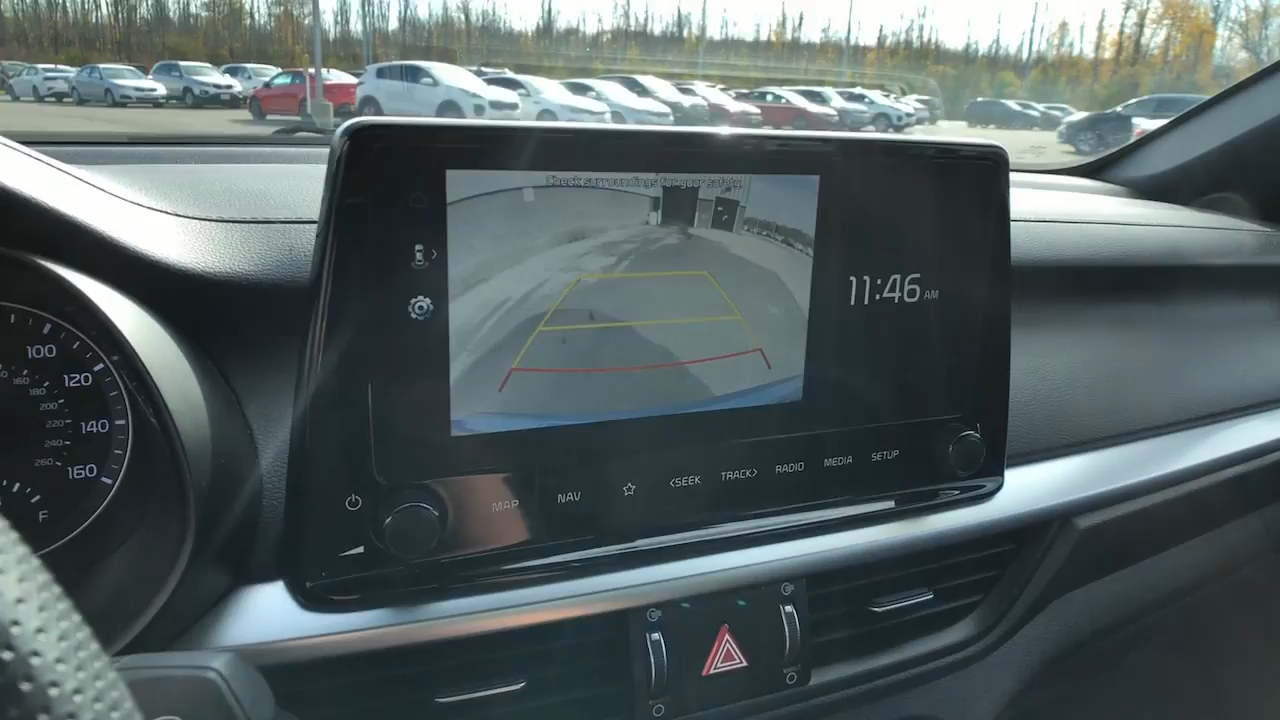 Check surroundings for your safety
11:46 AM
MAP
NAV
<SEEK
TRACK>
RADIO
MEDIA
SETUP
100
120
140
160
160
180
200
220
240
260
F